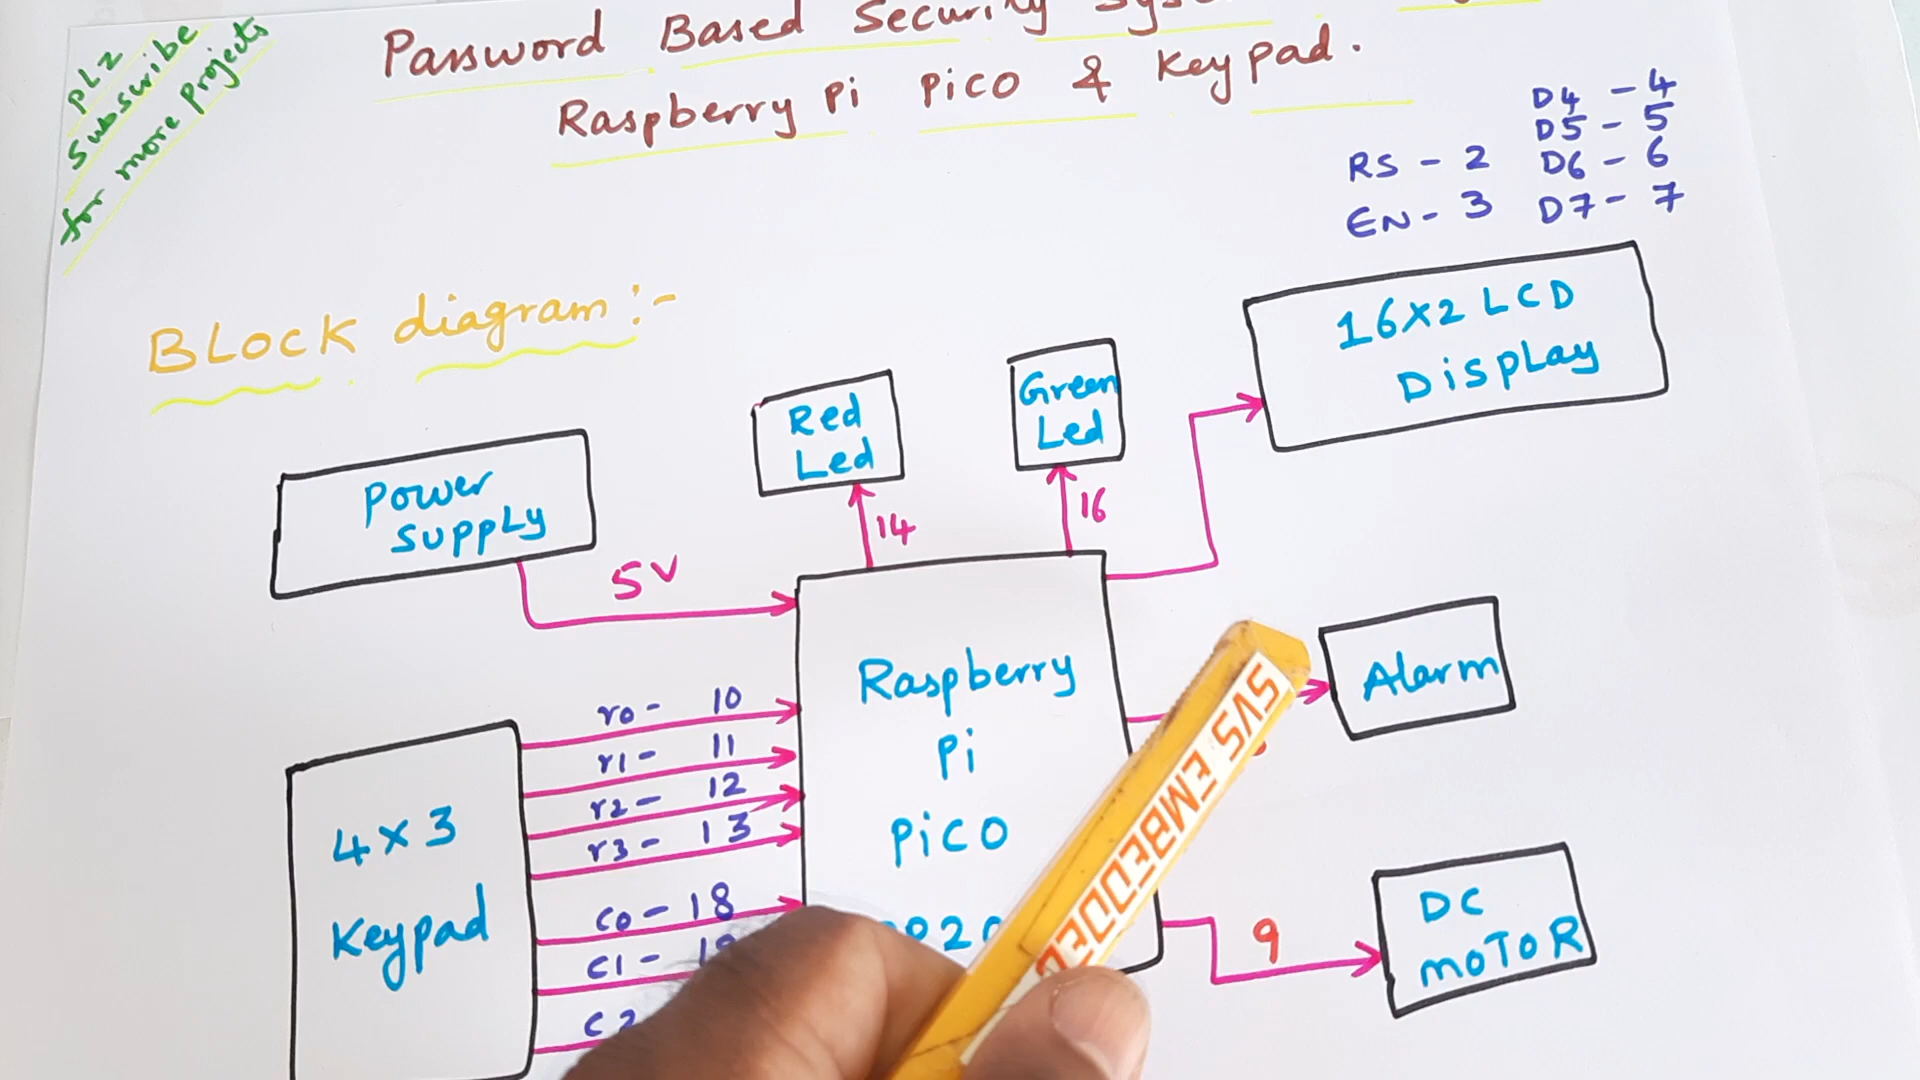 PLZ
Subscribe
for more Projects
Password Based Security
Raspberry Pi Pico & Keypad.
D4 - 4
D5 - 5
RS - 2 D6 - 6
EN - 3 D7 - 7
BLOCK diagram :-
16X2 LCD
Display
Red
Led
Green
Led
Power
Supply
14
16
5V
Raspberry
Pi
Pico
Alarm
r0 - 10
r1 - 11
r2 - 12
r3 - 13
C0 - 18
C1 -
C2
4 x 3
Keypad
9
DC
MOTOR
SVS EMBEDDED